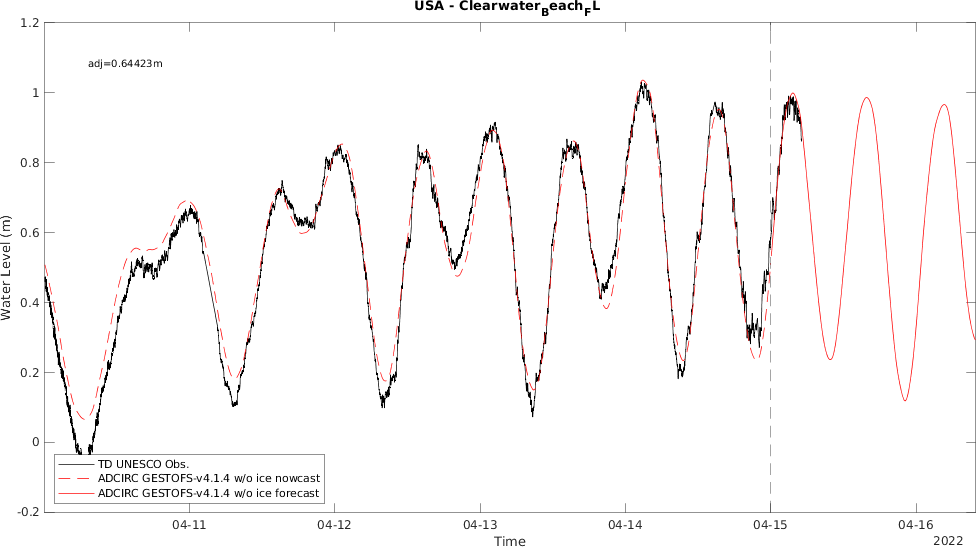 USA - Clearwater_Beach_FL
1.2
adj=0.64423m
1
0.8
0.6
0.4
0.2
0
-0.2
Water Level (m)
TD UNESCO Obs.
ADCIRC GESTOFS-v4.1.4 w/o ice nowcast
ADCIRC GESTOFS-v4.1.4 w/o ice forecast
04-11 04-12 04-13 04-14 04-15 04-16
Time
2022